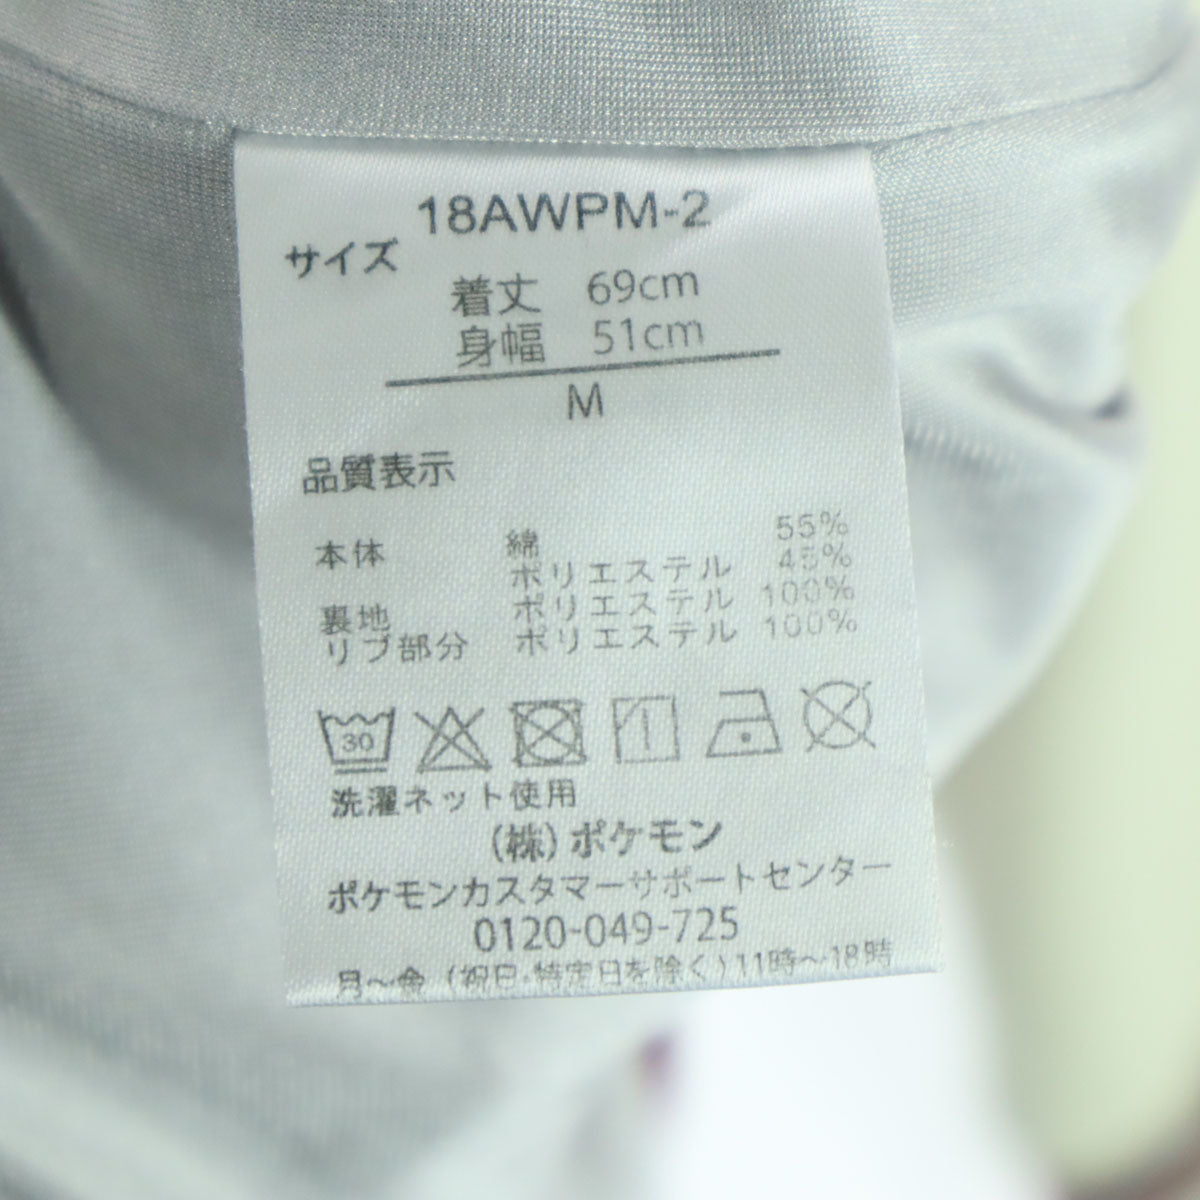 18AWPM-2
サイズ
着丈 69cm
身幅 51cm
M
品質表示
本体 綿 55%
ポリエステル 45%
裏地 ポリエステル 100%
リブ部分 ポリエステル 100%
30
洗濯ネット使用
(株)ポケモン
ポケモンカスタマーサポートセンター
0120-049-725
月～金（祝日・特定日を除く）11時～18時